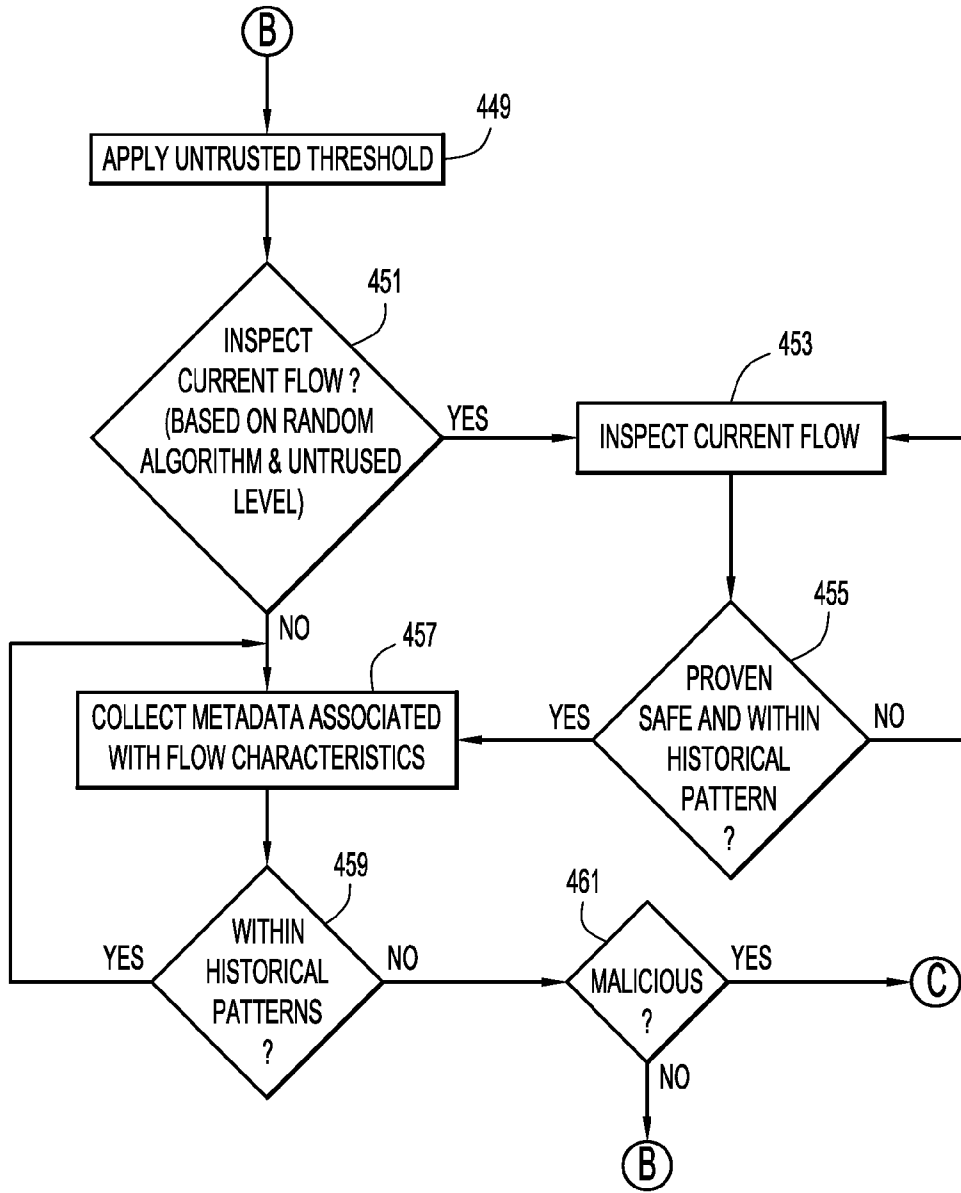 B
449
APPLY UNTRUSTED THRESHOLD
451
INSPECT
CURRENT FLOW ?
(BASED ON RANDOM
ALGORITHM & UNTRUSED
LEVEL)
YES
NO
453
INSPECT CURRENT FLOW
455
PROVEN
SAFE AND WITHIN
HISTORICAL
PATTERN
?
YES
NO
457
COLLECT METADATA ASSOCIATED
WITH FLOW CHARACTERISTICS
459
WITHIN
HISTORICAL
PATTERNS
?
YES
NO
461
MALICIOUS
?
YES
C
NO
B